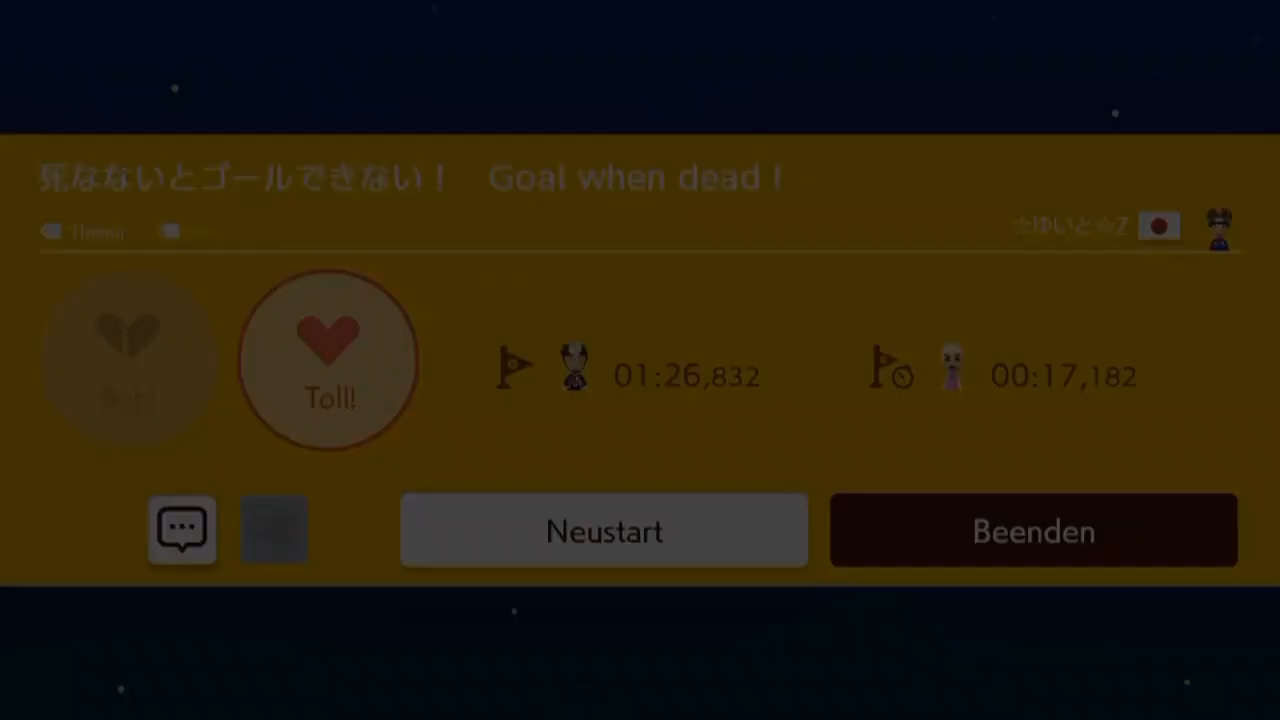 死なないとゴールできない！ Goal when dead！
Thema
☆ゆいと☆Z
Toll!
01:26,832
00:17,182
Neustart
Beenden